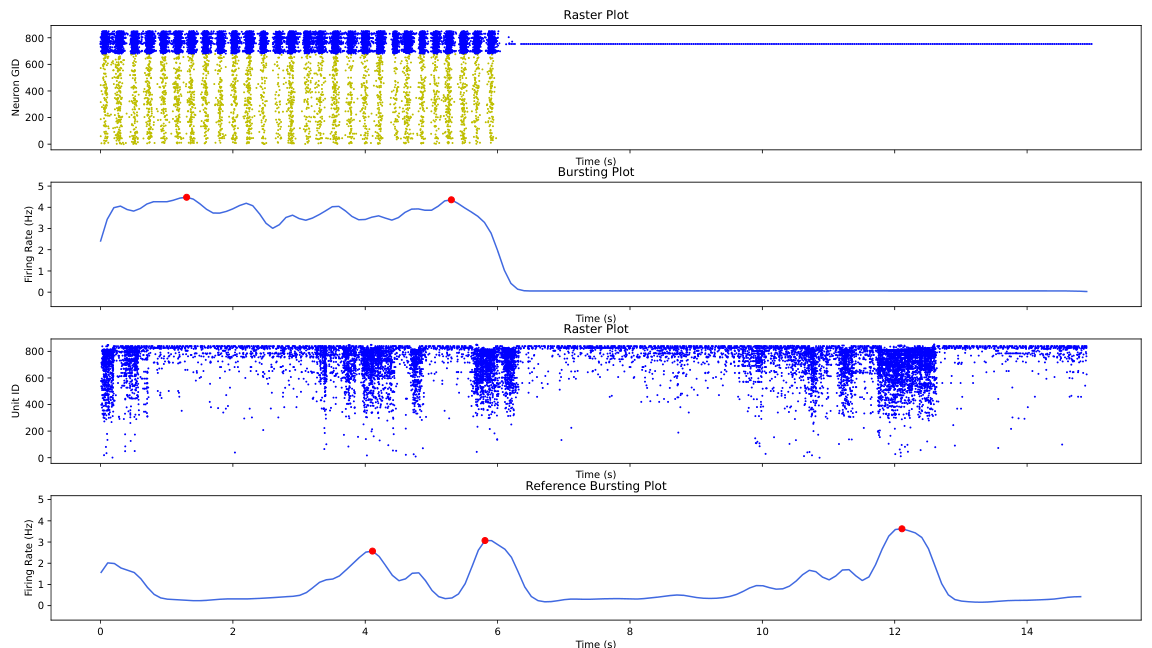 Raster Plot
Neuron GID
800
600
400
200
0
Time (s)
Bursting Plot
Firing Rate (Hz)
5
4
3
2
1
0
Time (s)
Raster Plot
Unit ID
800
600
400
200
0
Time (s)
Reference Bursting Plot
Firing Rate (Hz)
5
4
3
2
1
0
0 2 4 6 8 10 12 14
Time (s)